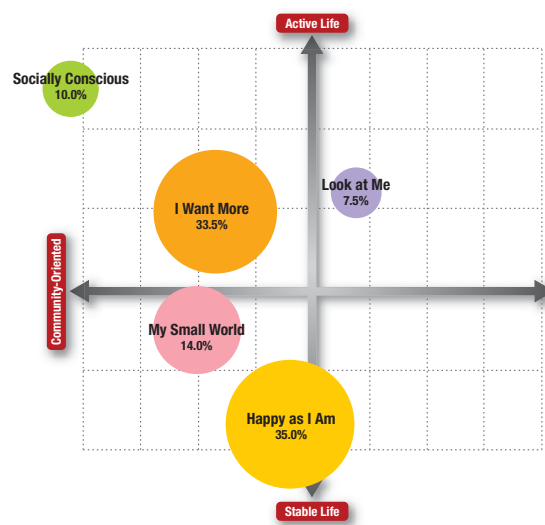 Active Life
Socially Conscious
10.0%
Look at Me
7.5%
I Want More
33.5%
Community-Oriented
My Small World
14.0%
Happy as I Am
35.0%
Stable Life